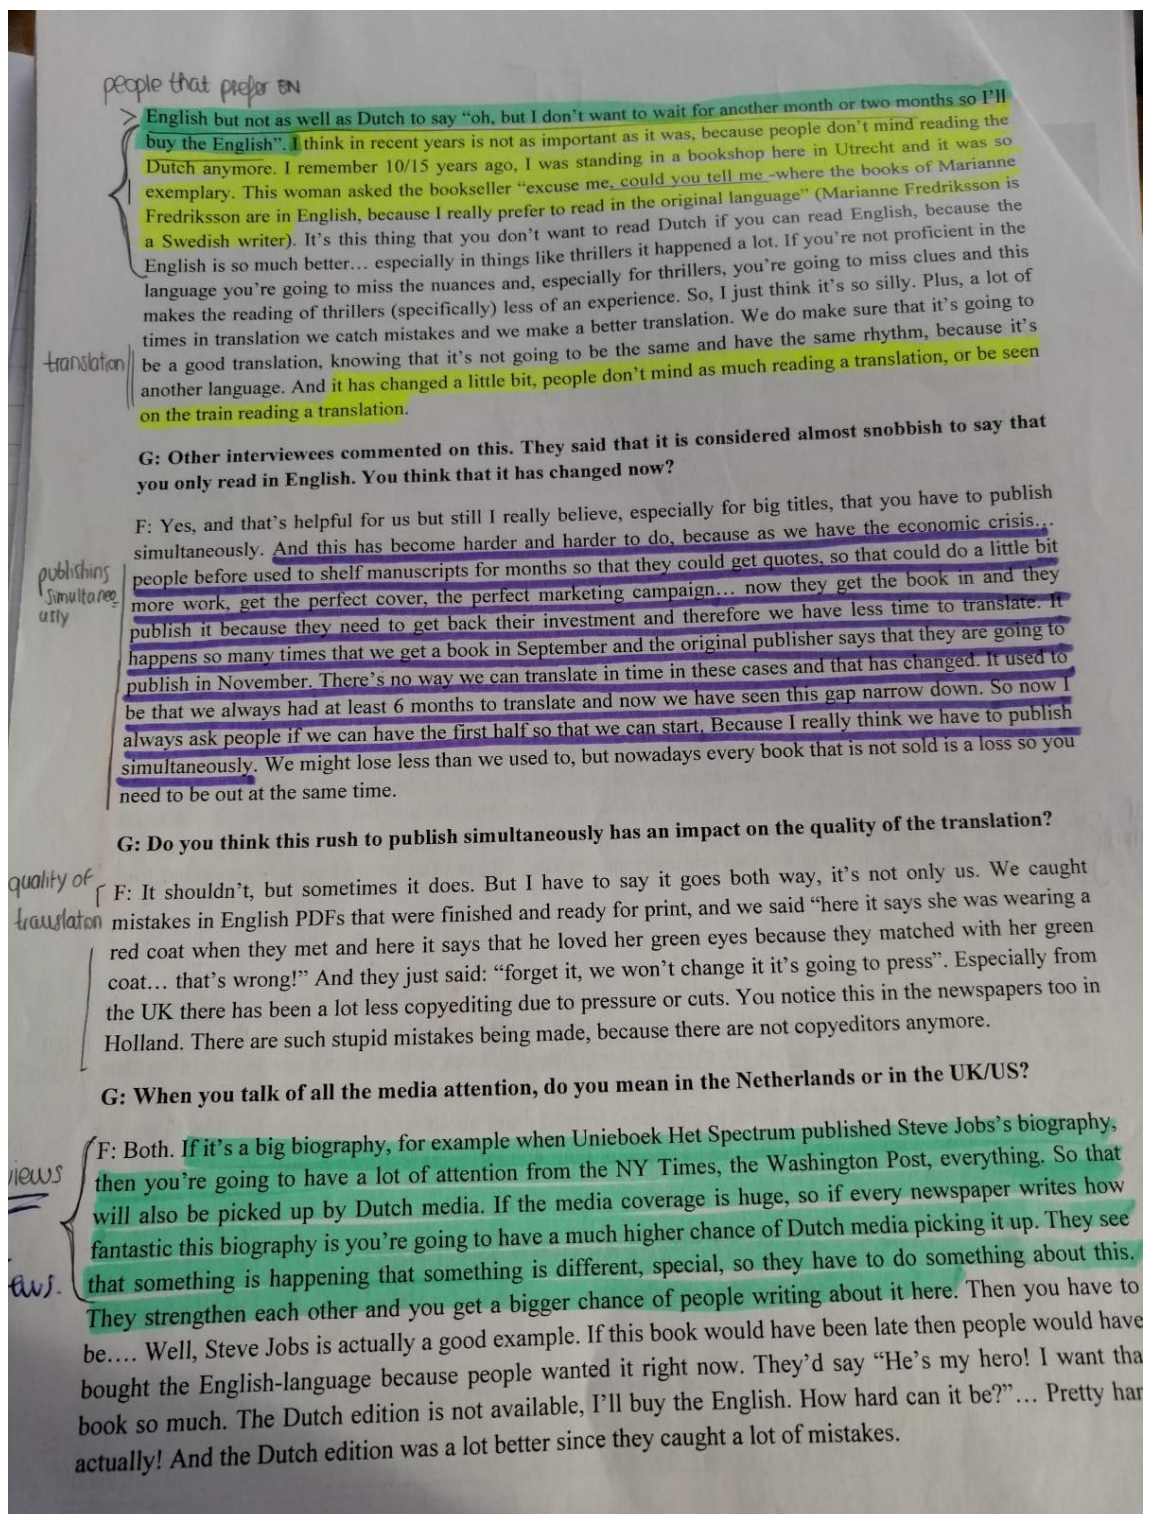 people that prefer EN
English but not as well as Dutch to say “oh, but I don’t want to wait for another month or two months so I’ll
buy the English”. I think in recent years is not as important as it was, because people don’t mind reading the
Dutch anymore. I remember 10/15 years ago, I was standing in a bookshop here in Utrecht and it was so
exemplary. This woman asked the bookseller “excuse me, could you tell me -where the books of Marianne
Fredriksson are in English, because I really prefer to read in the original language” (Marianne Fredriksson is
a Swedish writer). It’s this thing that you don’t want to read Dutch if you can read English, because the
English is so much better… especially in things like thrillers it happened a lot. If you’re not proficient in the
language you’re going to miss the nuances and, especially for thrillers, you’re going to miss clues and this
makes the reading of thrillers (specifically) less of an experience. So, I just think it’s so silly. Plus, a lot of
times in translation we catch mistakes and we make a better translation. We do make sure that it’s going to
translation be a good translation, knowing that it’s not going to be the same and have the same rhythm, because it’s
another language. And it has changed a little bit, people don’t mind as much reading a translation, or be seen
on the train reading a translation.
G: Other interviewees commented on this. They said that it is considered almost snobbish to say that
you only read in English. You think that it has changed now?
F: Yes, and that’s helpful for us but still I really believe, especially for big titles, that you have to publish
simultaneously. And this has become harder and harder to do, because as we have the economic crisis…
publishing people before used to shelf manuscripts for months so that they could get quotes, so that could do a little bit
simultaneo more work, get the perfect cover, the perfect marketing campaign… now they get the book in and they
usly publish it because they need to get back their investment and therefore we have less time to translate. It
happens so many times that we get a book in September and the original publisher says that they are going to
publish in November. There’s no way we can translate in time in these cases and that has changed. It used to
be that we always had at least 6 months to translate and now we have seen this gap narrow down. So now I
always ask people if we can have the first half so that we can start, Because I really think we have to publish
simultaneously. We might lose less than we used to, but nowadays every book that is not sold is a loss so you
need to be out at the same time.
G: Do you think this rush to publish simultaneously has an impact on the quality of the translation?
quality of F: It shouldn’t, but sometimes it does. But I have to say it goes both way, it’s not only us. We caught
translaton mistakes in English PDFs that were finished and ready for print, and we said “here it says she was wearing a
red coat when they met and here it says that he loved her green eyes because they matched with her green
coat… that’s wrong!” And they just said: “forget it, we won’t change it it’s going to press”. Especially from
the UK there has been a lot less copyediting due to pressure or cuts. You notice this in the newspapers too in
Holland. There are such stupid mistakes being made, because there are not copyeditors anymore.
G: When you talk of all the media attention, do you mean in the Netherlands or in the UK/US?
F: Both. If it’s a big biography, for example when Unieboek Het Spectrum published Steve Jobs’s biography,
views then you’re going to have a lot of attention from the NY Times, the Washington Post, everything. So that
will also be picked up by Dutch media. If the media coverage is huge, so if every newspaper writes how
fantastic this biography is you’re going to have a much higher chance of Dutch media picking it up. They see
that something is happening that something is different, special, so they have to do something about this.
They strengthen each other and you get a bigger chance of people writing about it here. Then you have to
be…. Well, Steve Jobs is actually a good example. If this book would have been late then people would have
bought the English-language because people wanted it right now. They’d say “He’s my hero! I want tha
book so much. The Dutch edition is not available, I’ll buy the English. How hard can it be?”… Pretty har
actually! And the Dutch edition was a lot better since they caught a lot of mistakes.